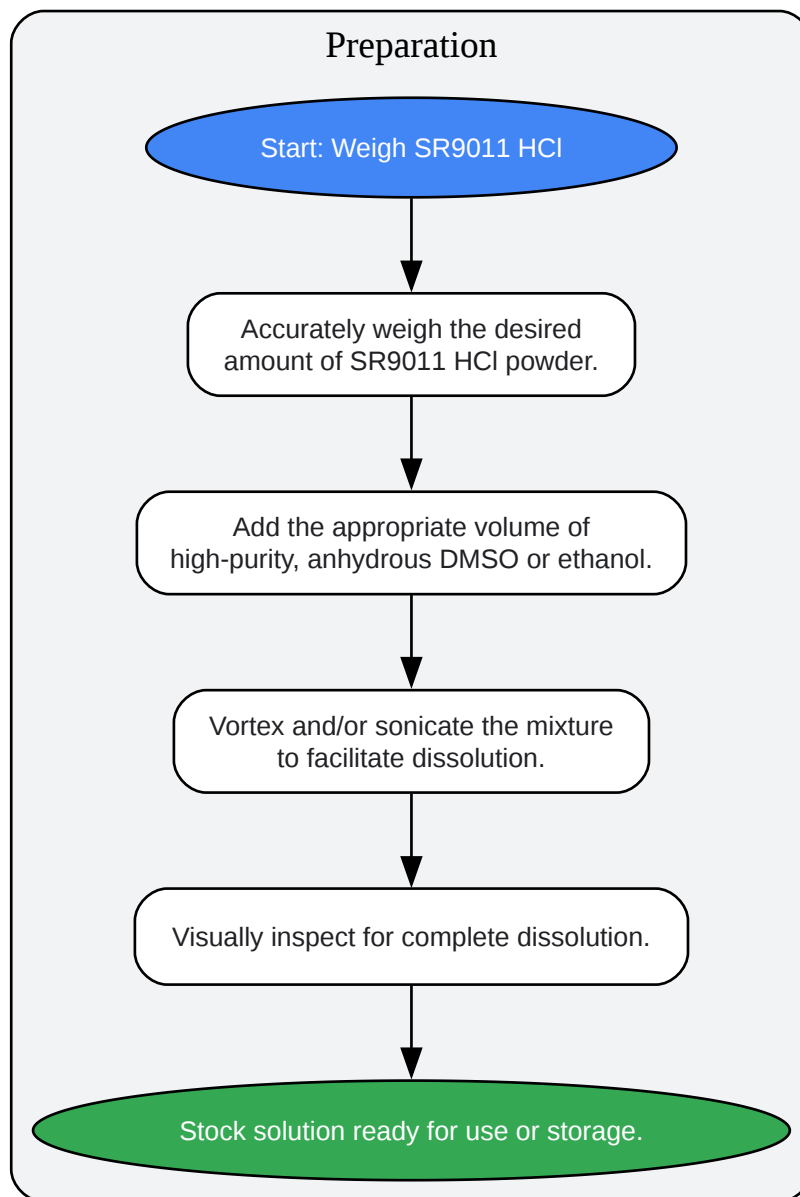 Preparation
Start: Weigh SR9011 HCl
Accurately weigh the desired
amount of SR9011 HCl powder.
Add the appropriate volume of
high-purity, anhydrous DMSO or ethanol.
Vortex and/or sonicate the mixture
to facilitate dissolution.
Visually inspect for complete dissolution.
Stock solution ready for use or storage.